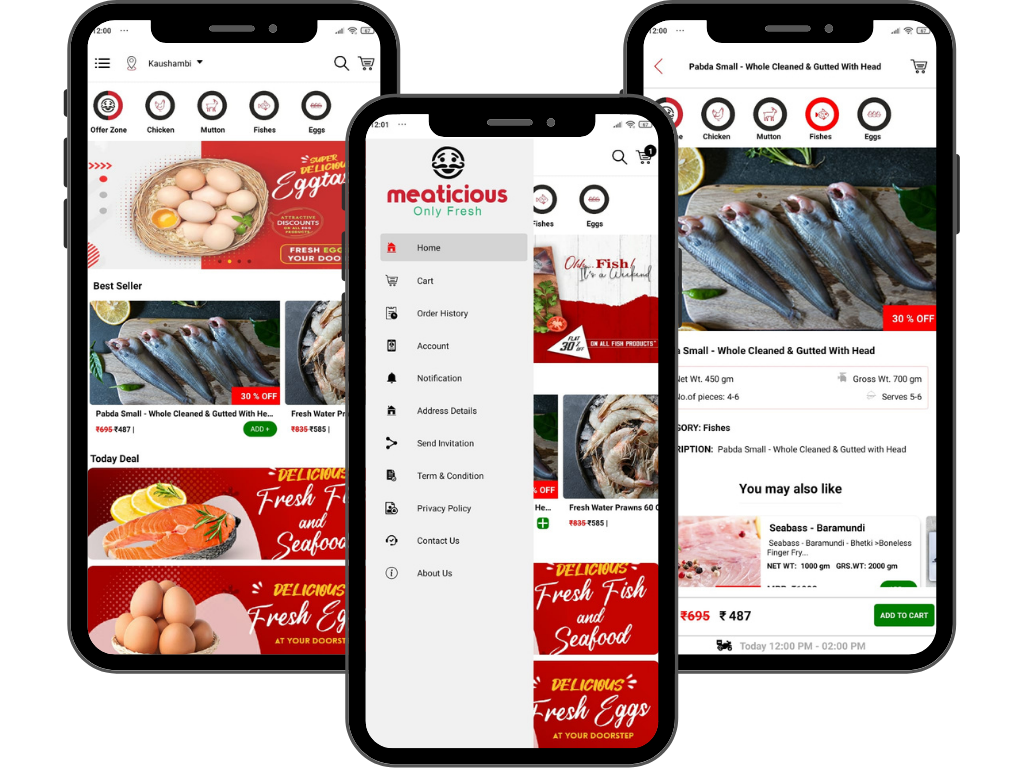 12:00
Kaushambi
Offer Zone
Chicken
Mutton
Fishes
Eggs
SUPER
DELICIOUS
Eggtas
ATTRACTIVE
DISCOUNTS
FRESH EGG
YOUR DOOR
Best Seller
30 % OFF
Pabda Small - Whole Cleaned & Gutted With He...
Fresh Water Pr
₹695 ₹487 |
ADD +
₹835 ₹585 |
Today Deal
DELICIOUS
Fresh Fi
and
Seafood
DELICIOUS
Fresh Eg
AT YOUR DOORST
12:01
meaticious
Only Fresh
Home
Cart
Order History
Account
Notification
Address Details
Send Invitation
Term & Condition
Privacy Policy
Contact Us
About Us
1
Fishes
Eggs
Ohh... Fish!
It's a Weekend
FLAT
30%
OFF
ON ALL FISH PRODUCTS*
% OFF
He...
Fresh Water Prawns 60 C
₹835 ₹585 |
DELICIOUS
Fresh Fish
and
Seafood
DELICIOUS
Fresh Eggs
AT YOUR DOORSTEP
12:00
Pabda Small - Whole Cleaned & Gutted With Head
ne
Chicken
Mutton
Fishes
Eggs
30 % OFF
a Small - Whole Cleaned & Gutted With Head
Net Wt. 450 gm
Gross Wt. 700 gm
No.of pieces: 4-6
Serves 5-6
GORY: Fishes
RIPTION: Pabda Small - Whole Cleaned & Gutted with Head
You may also like
Seabass - Baramundi
Seabass - Baramundi - Bhetki >Boneless
Finger Fry...
NET WT: 1000 gm GRS.WT: 2000 gm
₹695 ₹ 487
ADD TO CART
Today 12:00 PM - 02:00 PM